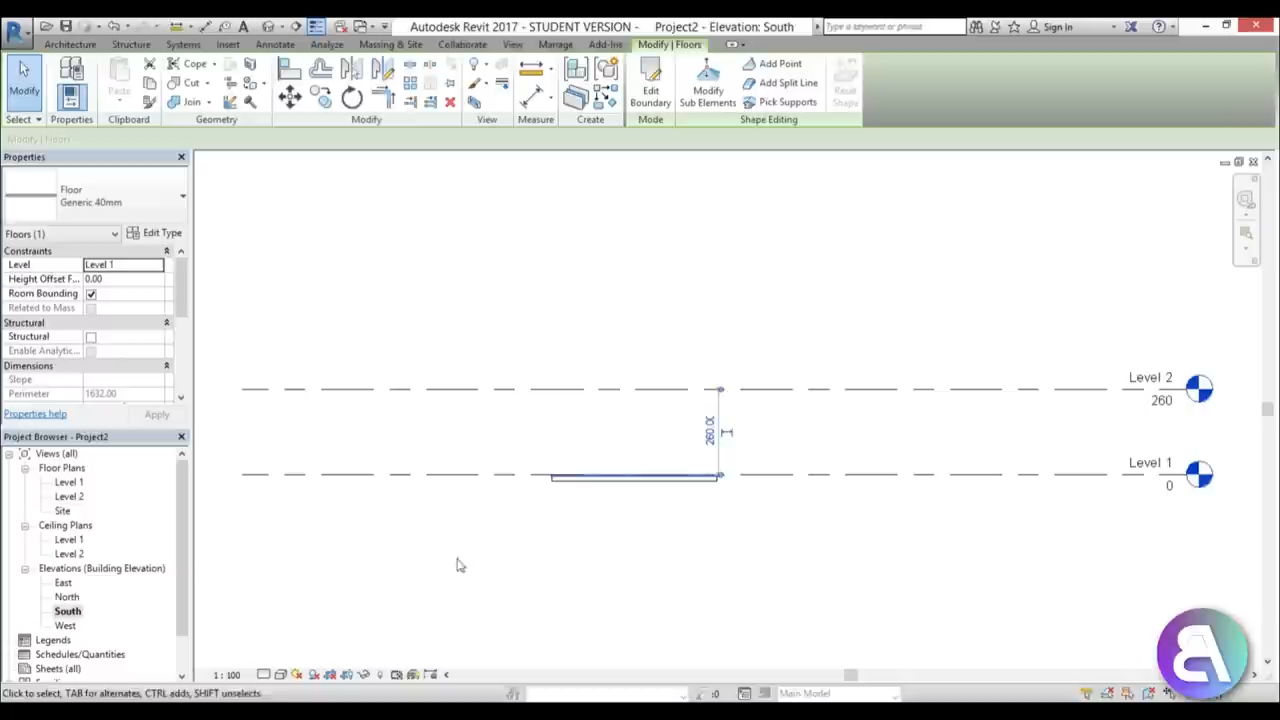 Autodesk Revit 2017 - STUDENT VERSION - Project2 - Elevation: South
Type a keyword or phrase
Sign In
Architecture Structure Systems Insert Annotate Analyze Massing & Site Collaborate View Manage Add-Ins Modify | Floors
Modify
Select
Properties
Paste
Clipboard
Cope
Cut
Join
Geometry
Modify
View
Measure
Create
Edit
Boundary
Mode
Modify
Sub Elements
Add Point
Add Split Line
Pick Supports
Read
Shape
Shape Editing
Modify | Floors
Properties
Floor
Generic 40mm
Floors (1)
Edit Type
Constraints
Level Level 1
Height Offset F... 0.00
Room Bounding
Related to Mass
Structural
Structural
Enable Analytic...
Dimensions
Slope
Perimeter 1632.00
Properties help
Apply
Project Browser - Project2
Views (all)
Floor Plans
Level 1
Level 2
Site
Ceiling Plans
Level 1
Level 2
Elevations (Building Elevation)
East
North
South
West
Legends
Schedules/Quantities
Sheets (all)
Level 2
260
260.00
Level 1
0
1 : 100
Click to select, TAB for alternates, CTRL adds, SHIFT unselects.
:0
Main Model